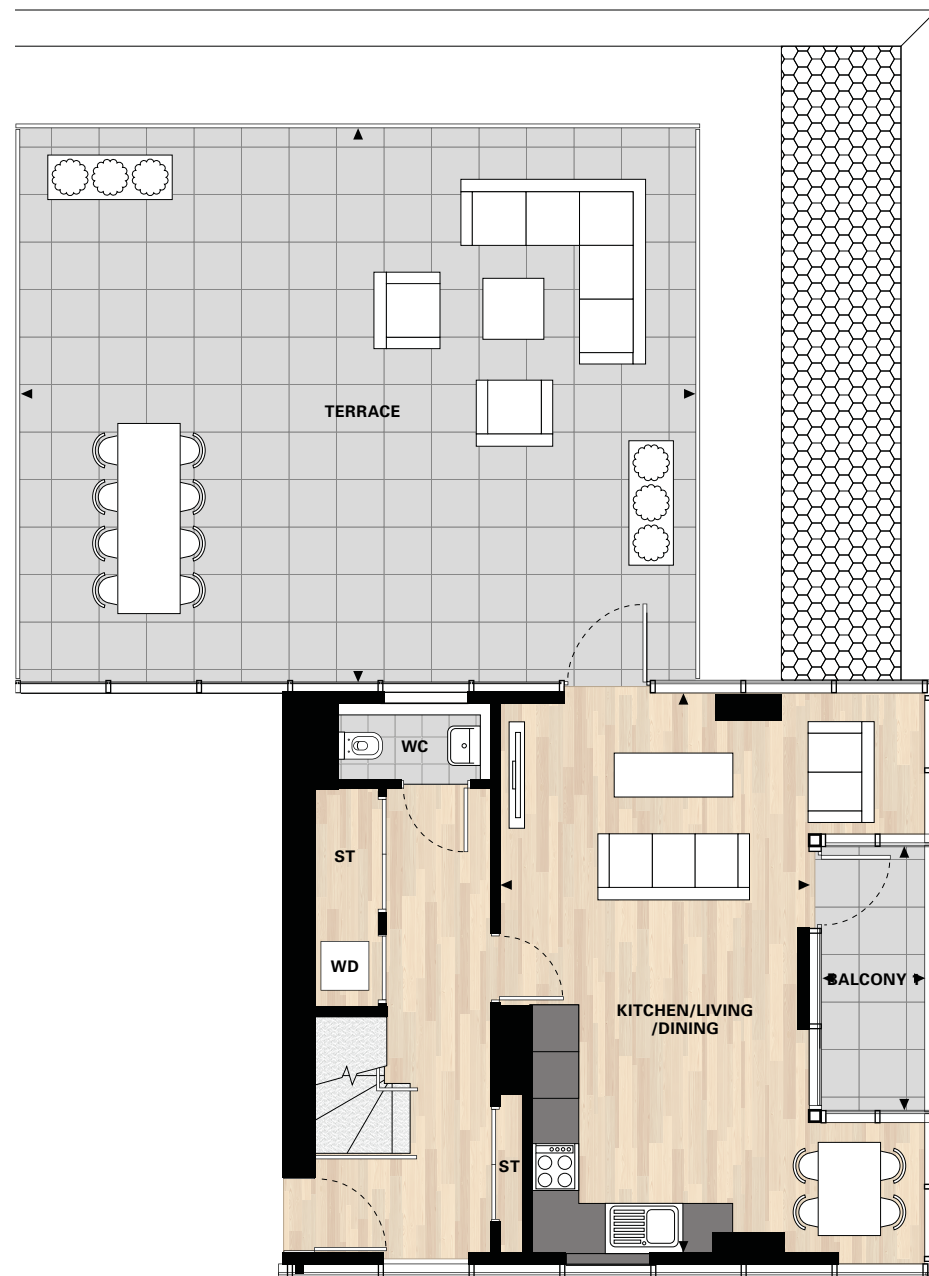 TERRACE
WC
ST
WD
BALCONY 1
KITCHEN/LIVING
/DINING
ST